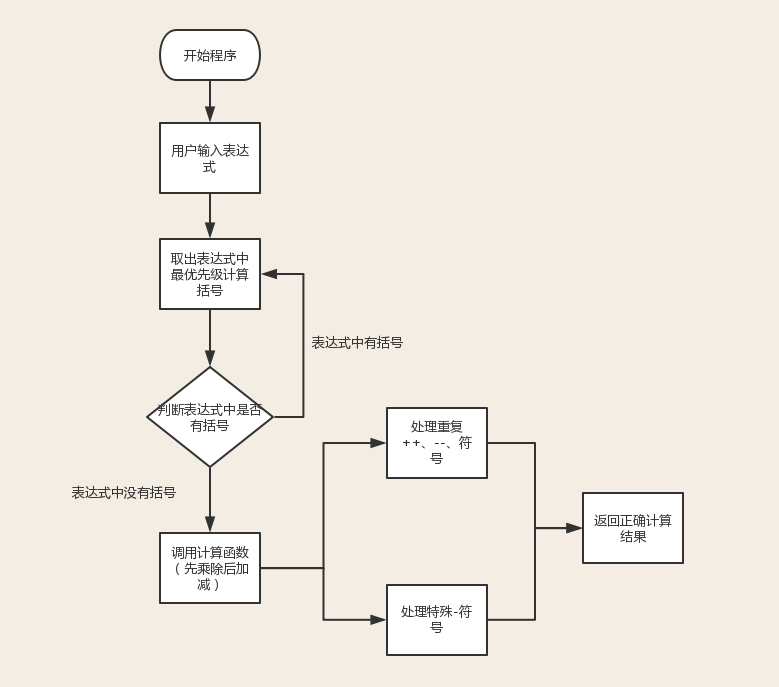 开始程序
用户输入表达
式
取出表达式中
最优先级计算
括号
表达式中有括号
判断表达式中是否
有括号
处理重复
++、--、符
号
表达式中没有括号
返回正确计算
结果
调用计算函数
（先乘除后加
减）
处理特殊-符
号